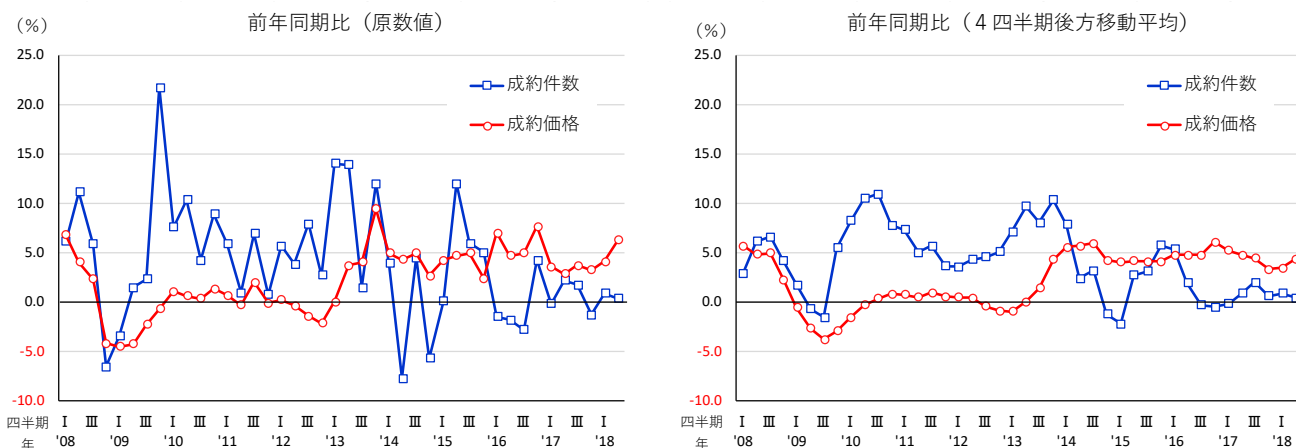 前年同期比（原数値）
（%）
25.0
20.0
15.0
10.0
5.0
0.0
-5.0
-10.0
成約件数
成約価格
四半期 Ⅰ Ⅲ Ⅰ Ⅲ Ⅰ Ⅲ Ⅰ Ⅲ Ⅰ Ⅲ Ⅰ Ⅲ Ⅰ Ⅲ Ⅰ Ⅲ Ⅰ Ⅲ Ⅰ Ⅲ Ⅰ
年 '08 '09 '10 '11 '12 '13 '14 '15 '16 '17 '18
前年同期比（４四半期後方移動平均）
（%）
25.0
20.0
15.0
10.0
5.0
0.0
-5.0
-10.0
成約件数
成約価格
四半期 Ⅰ Ⅲ Ⅰ Ⅲ Ⅰ Ⅲ Ⅰ Ⅲ Ⅰ Ⅲ Ⅰ Ⅲ Ⅰ Ⅲ Ⅰ Ⅲ Ⅰ Ⅲ Ⅰ Ⅲ Ⅰ
年 '08 '09 '10 '11 '12 '13 '14 '15 '16 '17 '18